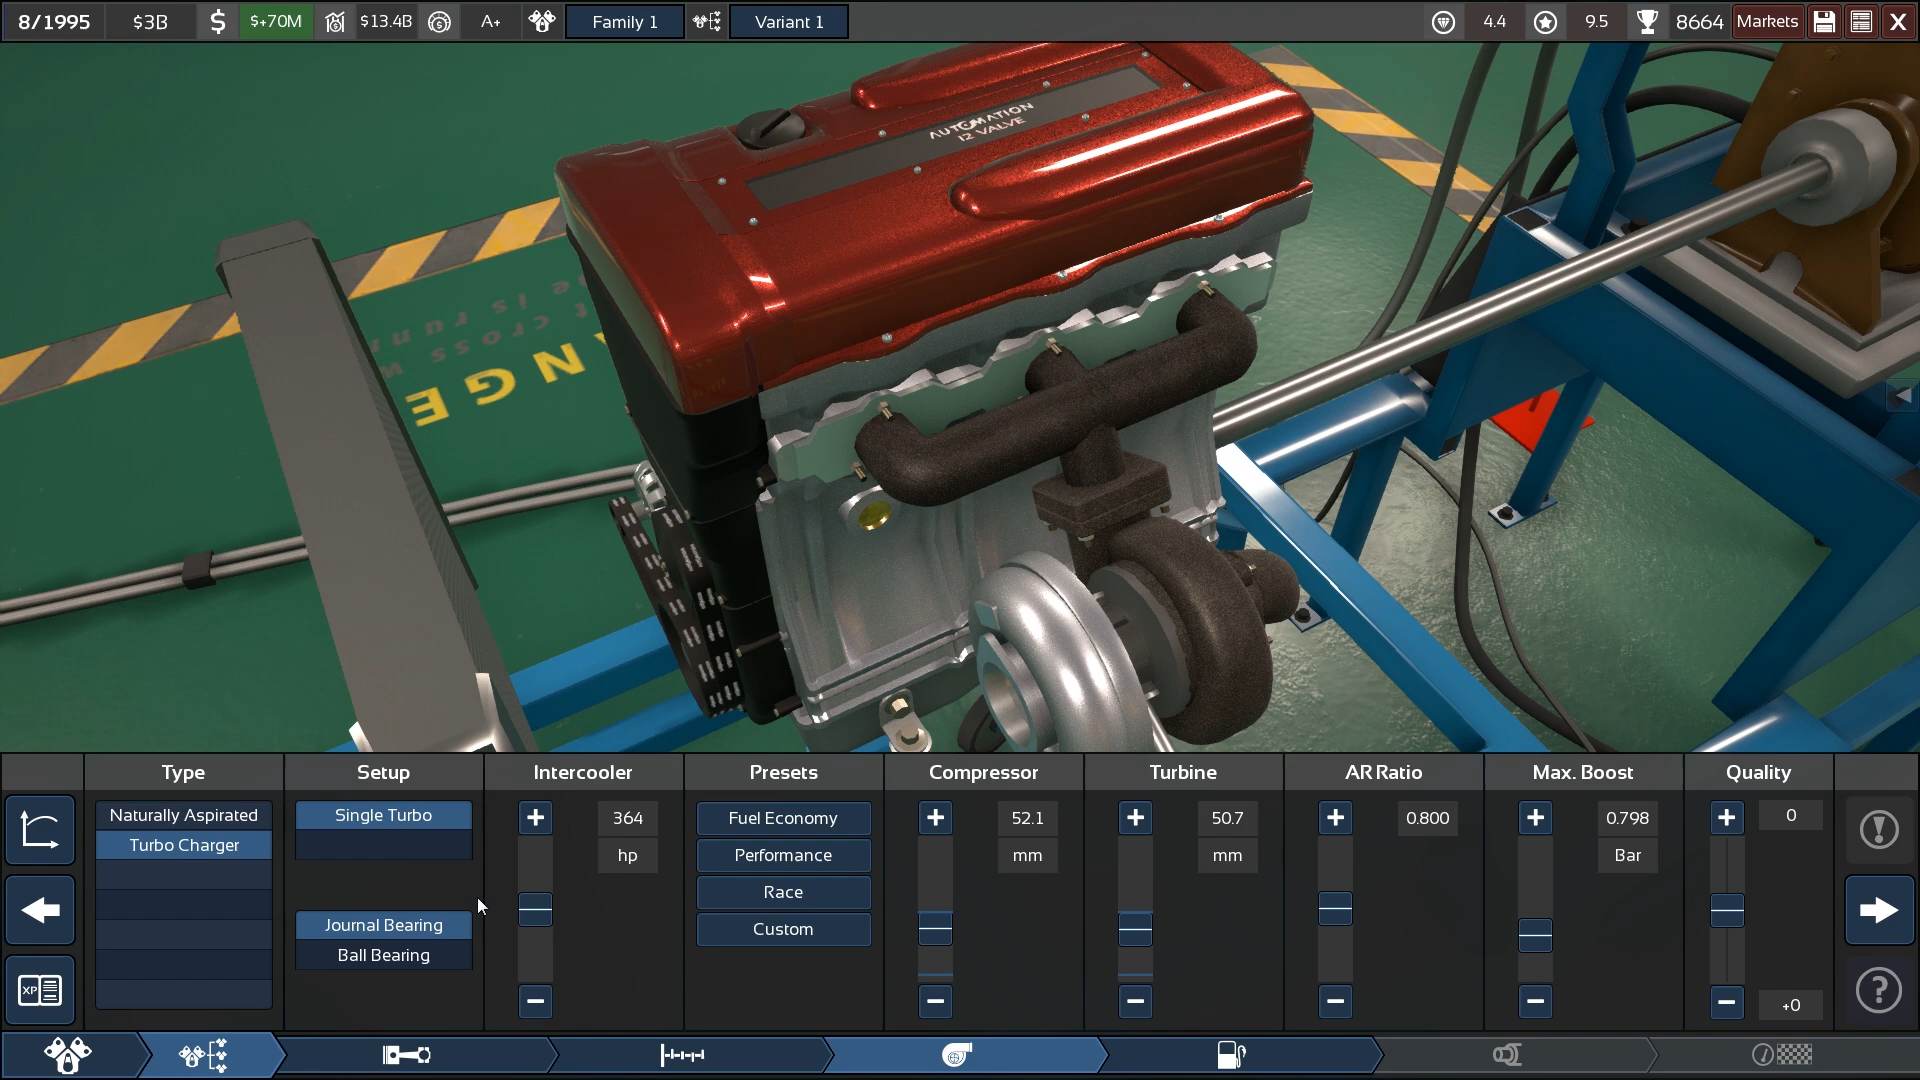 8/1995 $3B $+70M $13.4B A+ Family 1 Variant 1 4.4 9.5 8664 Markets X
AUTOMATION
12 VALVE
NGE
Type Setup Intercooler Presets Compressor Turbine AR Ratio Max. Boost Quality
Naturally Aspirated Single Turbo 364 Fuel Economy 52.1 50.7 0.800 0.798 0
Turbo Charger hp Performance mm mm Bar
Race
Journal Bearing Custom
Ball Bearing
XP +0